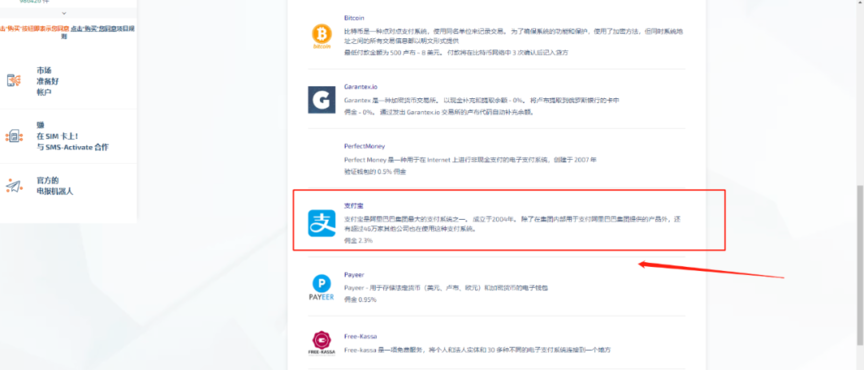 点击"购买"按钮即表示您同意 点击"购买"您同意项目规
则
市场
准备好
帐户
赚
在 SIM 卡上!
与 SMS-Activate 合作
官方的
电报机器人
Bitcoin
比特币是一种点对点支付系统，使用同名单位来记录交易。 为了确保系统的功能和保护，使用了加密方法，但同时系统地
址之间的所有交易信息都以明文形式提供
最低付款金额为 500 卢布 - 8 美元。 付款将在比特币网络中 3 次确认后记入贷方
bitcoin
Garantex.io
Garantex 是一种加密货币交易所。 以现金补充和提取余额 - 0%。 将卢布提取到俄罗斯银行的卡中
佣金 - 0%。 通过发出 Garantex.io 交易所的卢布代码自动补充余额。
PerfectMoney
Perfect Money 是一种用于在 Internet 上进行非现金支付的电子支付系统，创建于 2007 年
验证钱包的 0.5% 佣金
支付宝
支付宝是阿里巴巴集团最大的支付系统之一。 成立于2004年。 除了在集团内部用于支付阿里巴巴集团提供的产品外，还
有超过46万家其他公司也在使用这种支付系统。
佣金 2.3%
支
Payeer
Payeer - 用于存储法定货币（美元、卢布、欧元）和加密货币的电子钱包
佣金 0.95%
PAYEER
Free-Kassa
Free-kassa 是一项免费服务，将个人和法人实体和 30 多种不同的电子支付系统连接到一个地方
FREE-KASSA